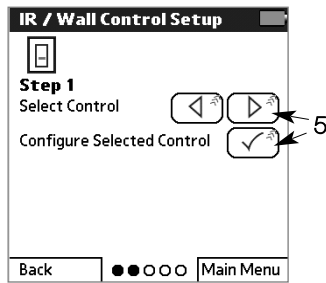 IR / Wall Control Setup
Step 1
Select Control
Configure Selected Control
5
Back
Main Menu